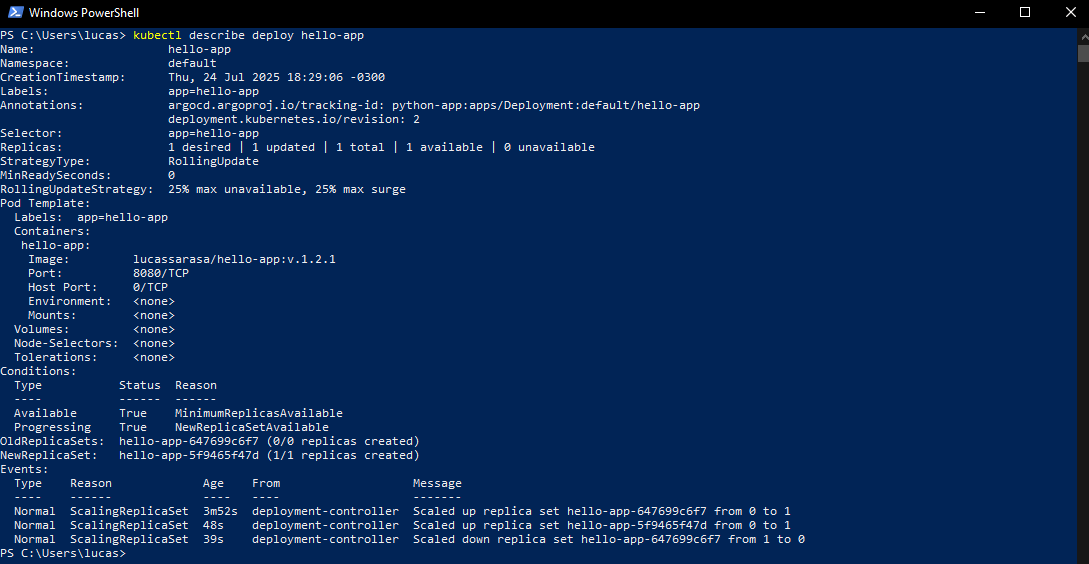 Windows PowerShell
PS C:\Users\lucas> kubectl describe deploy hello-app
Name:                   hello-app
Namespace:              default
CreationTimestamp:      Thu, 24 Jul 2025 18:29:06 -0300
Labels:                 app=hello-app
Annotations:            argocd.argoproj.io/tracking-id: python-app:apps/Deployment:default/hello-app
                        deployment.kubernetes.io/revision: 2
Selector:               app=hello-app
Replicas:               1 desired | 1 updated | 1 total | 1 available | 0 unavailable
StrategyType:           RollingUpdate
MinReadySeconds:        0
RollingUpdateStrategy:  25% max unavailable, 25% max surge
Pod Template:
  Labels:  app=hello-app
  Containers:
   hello-app:
    Image:         lucassarasa/hello-app:v.1.2.1
    Port:          8080/TCP
    Host Port:     0/TCP
    Environment:   <none>
    Mounts:        <none>
  Volumes:         <none>
  Node-Selectors:  <none>
  Tolerations:     <none>
Conditions:
  Type           Status  Reason
  ----           ------  ------
  Available      True    MinimumReplicasAvailable
  Progressing    True    NewReplicaSetAvailable
OldReplicaSets:  hello-app-647699c6f7 (0/0 replicas created)
NewReplicaSet:   hello-app-5f9465f47d (1/1 replicas created)
Events:
  Type    Reason             Age    From                   Message
  ----    ------             ----   ----                   -------
  Normal  ScalingReplicaSet  3m52s  deployment-controller  Scaled up replica set hello-app-647699c6f7 from 0 to 1
  Normal  ScalingReplicaSet  48s    deployment-controller  Scaled up replica set hello-app-5f9465f47d from 0 to 1
  Normal  ScalingReplicaSet  39s    deployment-controller  Scaled down replica set hello-app-647699c6f7 from 1 to 0
PS C:\Users\lucas>